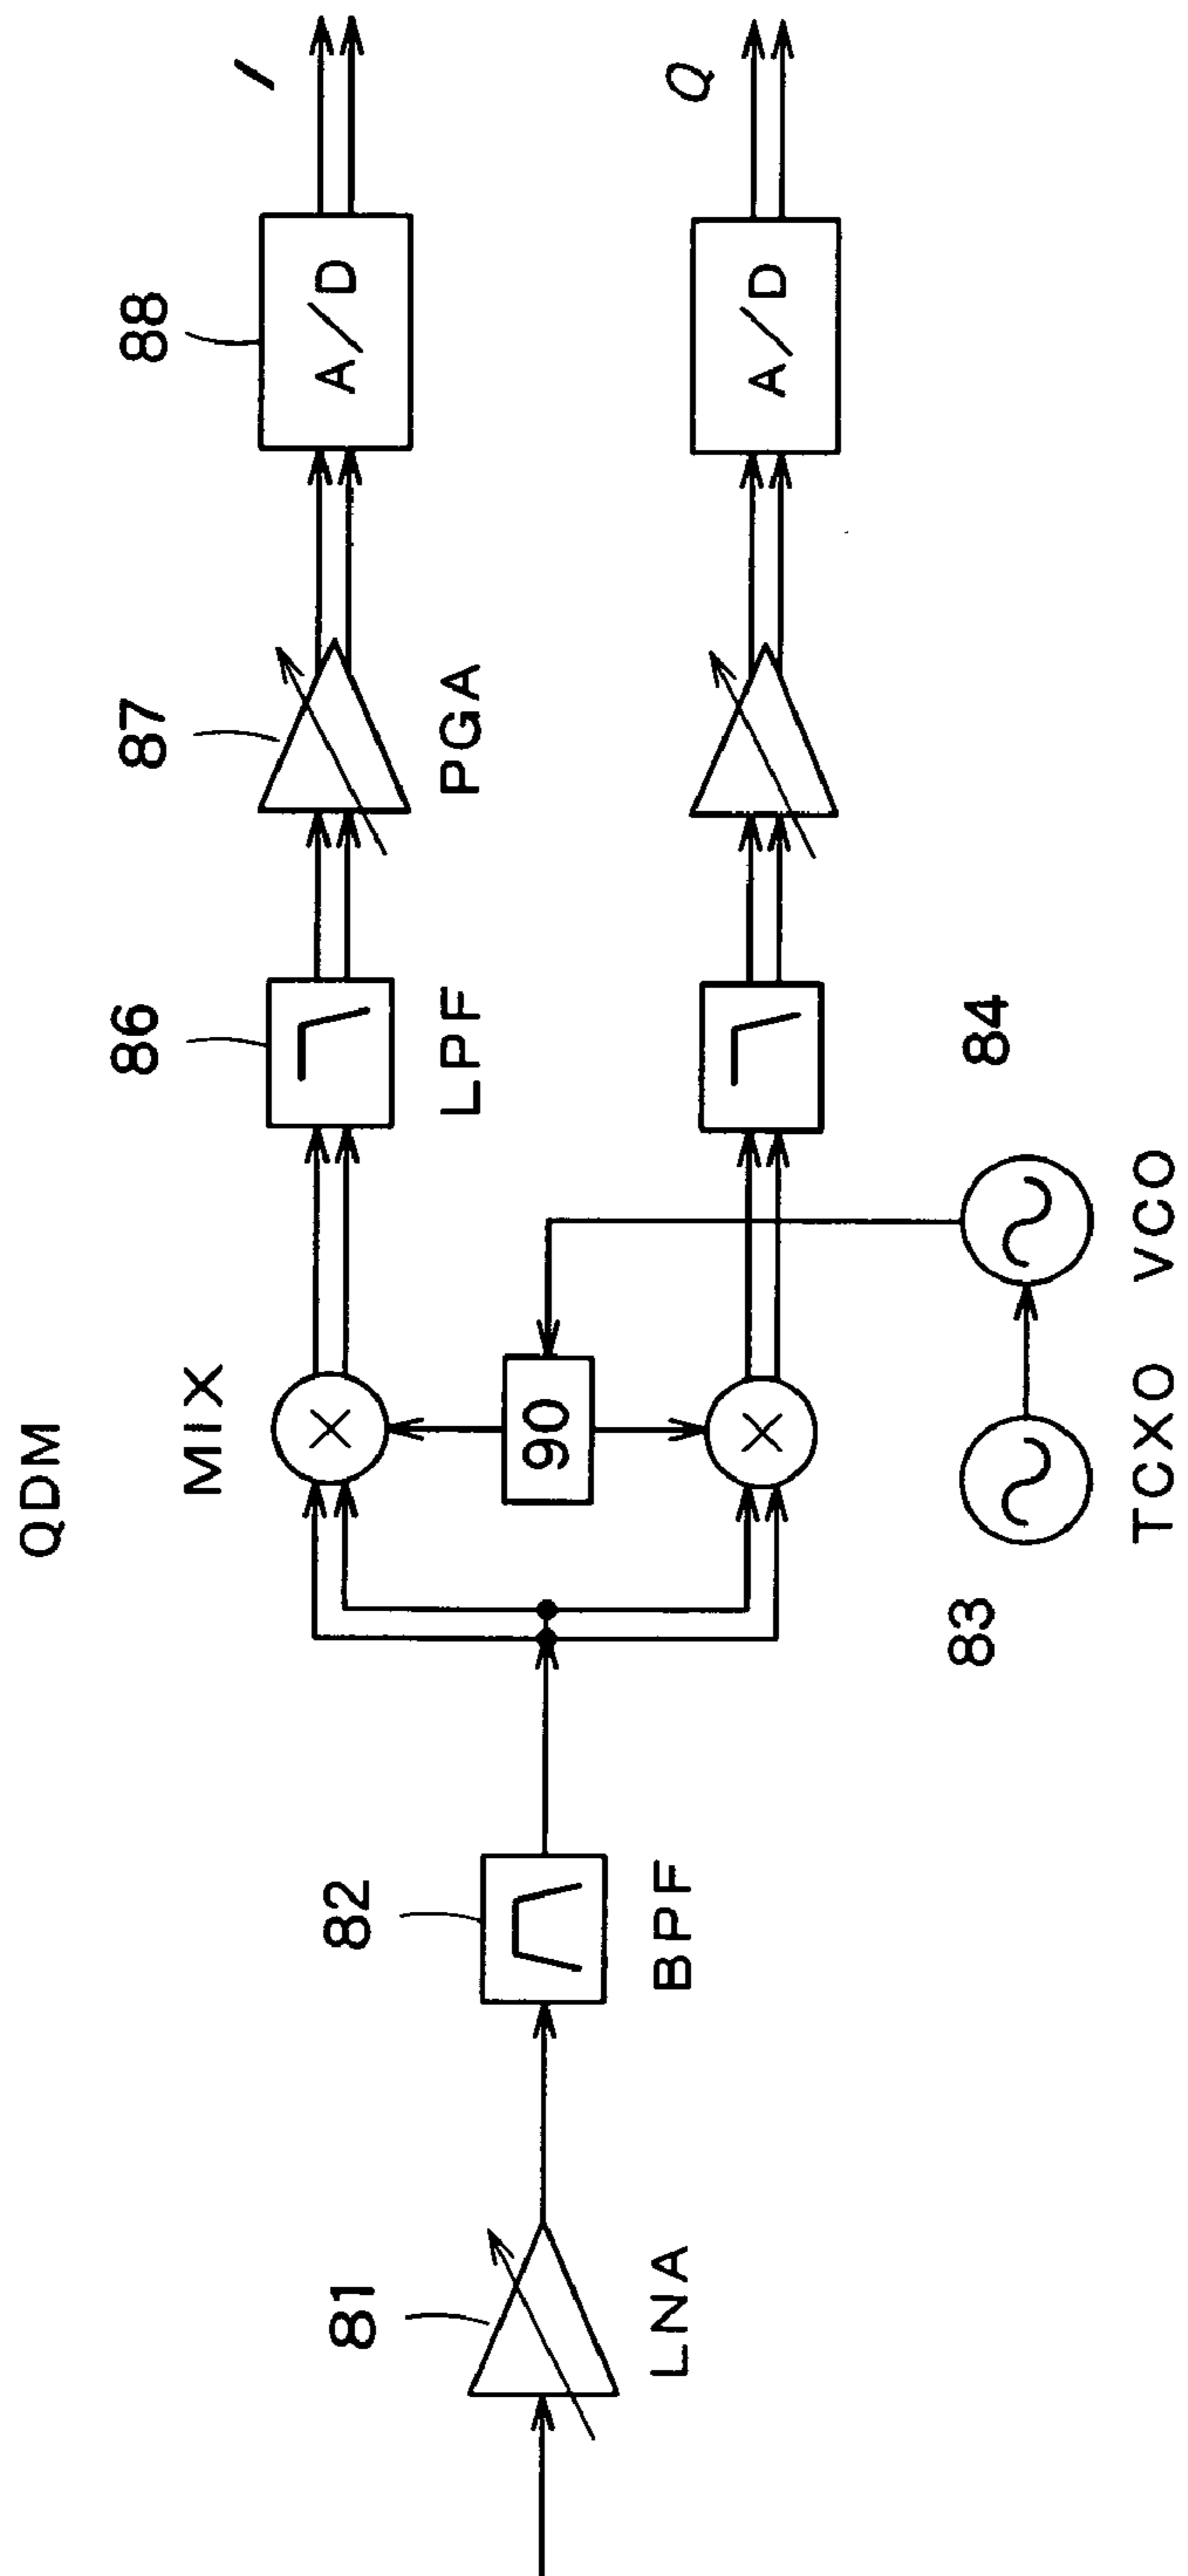 QDM
81
LNA
82
BPF
MIX
90
86
LPF
87
PGA
88
A/D
I
A/D
Q
83
TCXO
84
VCO